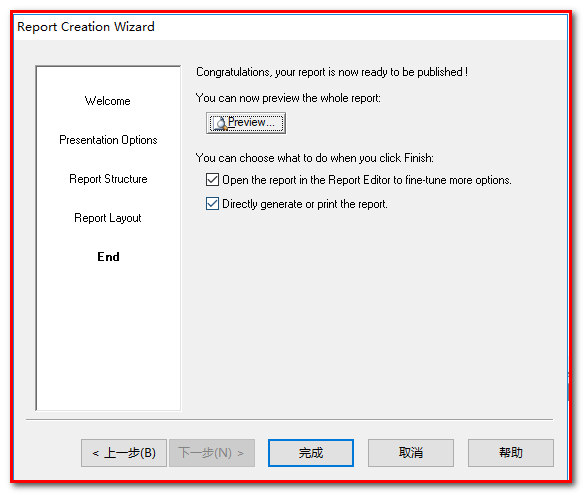 Report Creation Wizard
Congratulations, your report is now ready to be published !
You can now preview the whole report:
Preview...
You can choose what to do when you click Finish:
Open the report in the Report Editor to fine-tune more options.
Directly generate or print the report.
Welcome
Presentation Options
Report Structure
Report Layout
End
< 上一步(B)
下一步(N) >
完成
取消
帮助